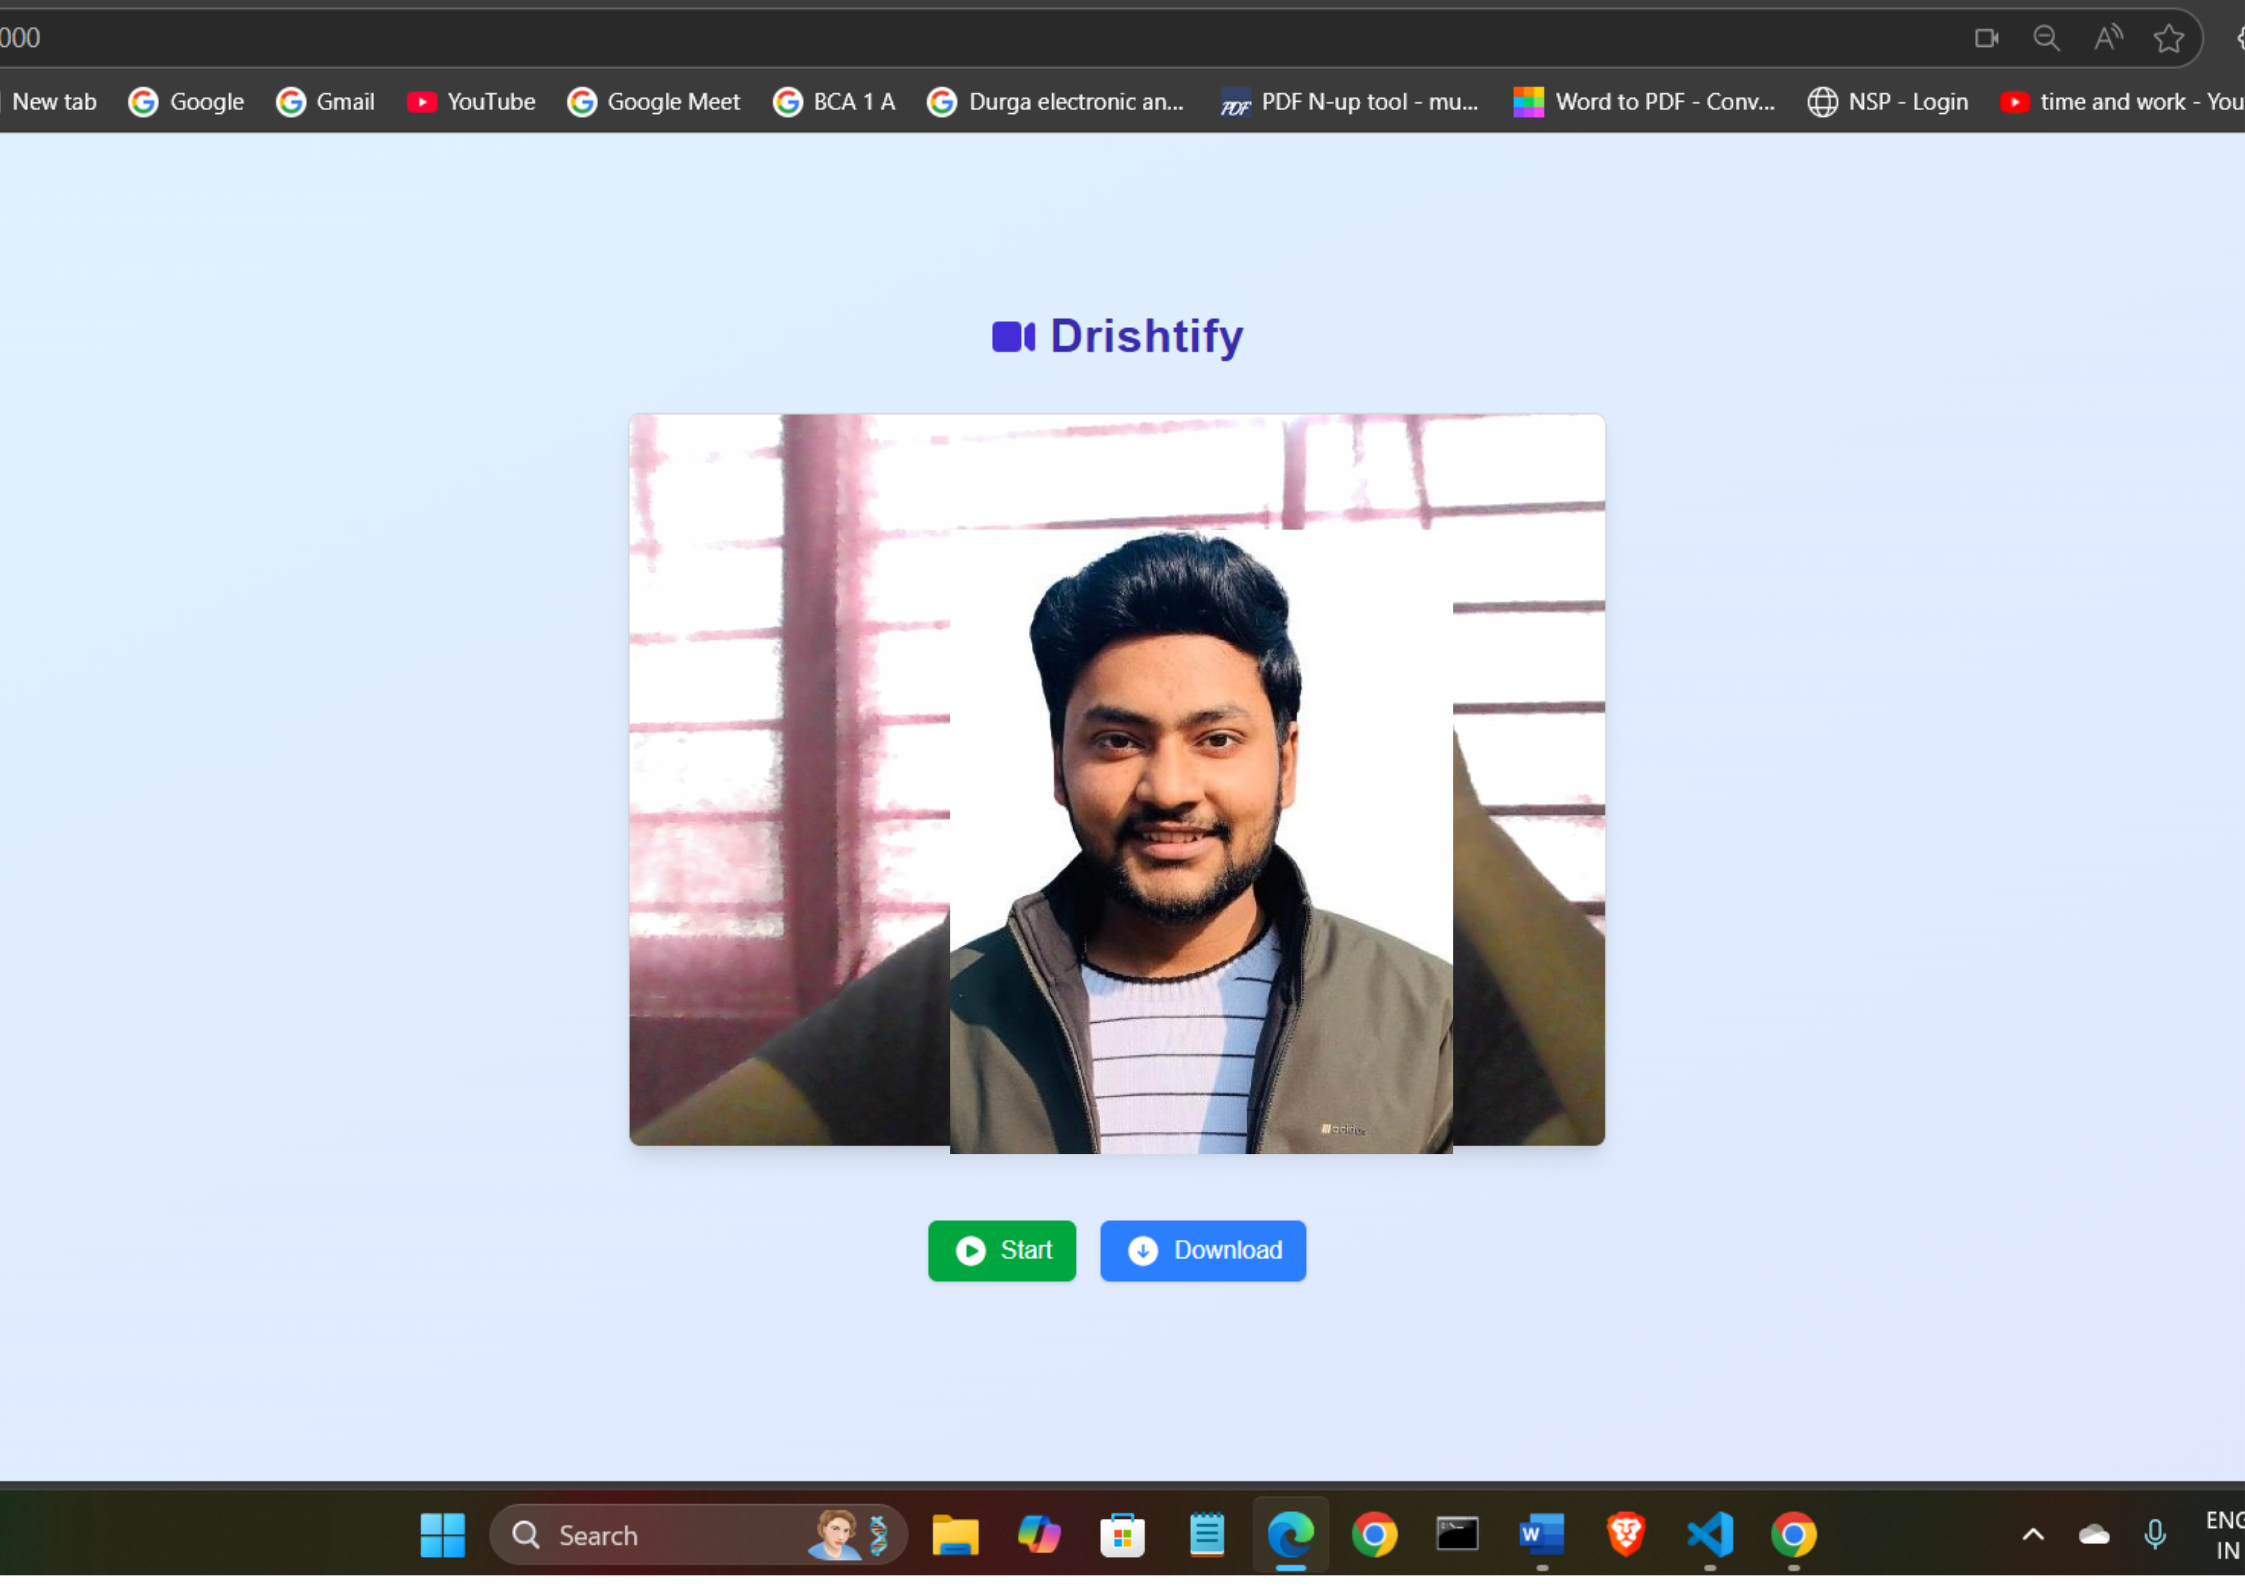 000
New tab
Google
Gmail
YouTube
Google Meet
BCA 1 A
Durga electronic an...
PDF
PDF N-up tool - mu...
Word to PDF - Conv...
NSP - Login
time and work - You
Drishtify
Start
Download
Search
W
ENG
IN